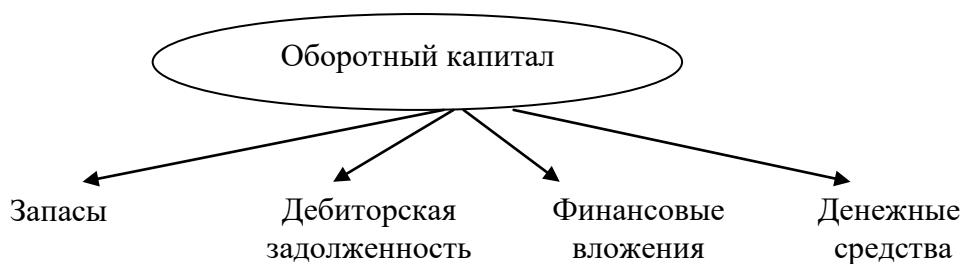 Оборотный капитал
Запасы
Дебиторская
задолженность
Финансовые
вложения
Денежные
средства